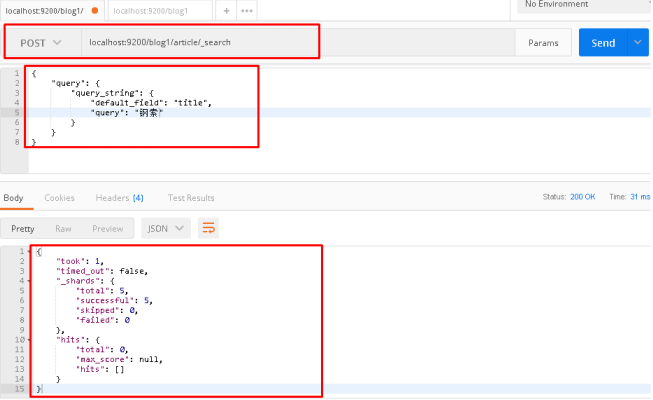 localhost:9200/blog1/
localhost:9200/blog1
+
•••
No Environment
POST
localhost:9200/blog1/article/_search
Params
Send
1 {
2 "query": {
3 "query_string": {
4 "default_field": "title",
5 "query": "钢索"
6 }
7 }
8 }
Body
Cookies
Headers (4)
Test Results
Status: 200 OK
Time: 31 ms
Pretty
Raw
Preview
JSON
1 {
2 "took": 1,
3 "timed_out": false,
4 "_shards": {
5 "total": 5,
6 "successful": 5,
7 "skipped": 0,
8 "failed": 0
9 },
10 "hits": {
11 "total": 0,
12 "max_score": null,
13 "hits": []
14 }
15 }